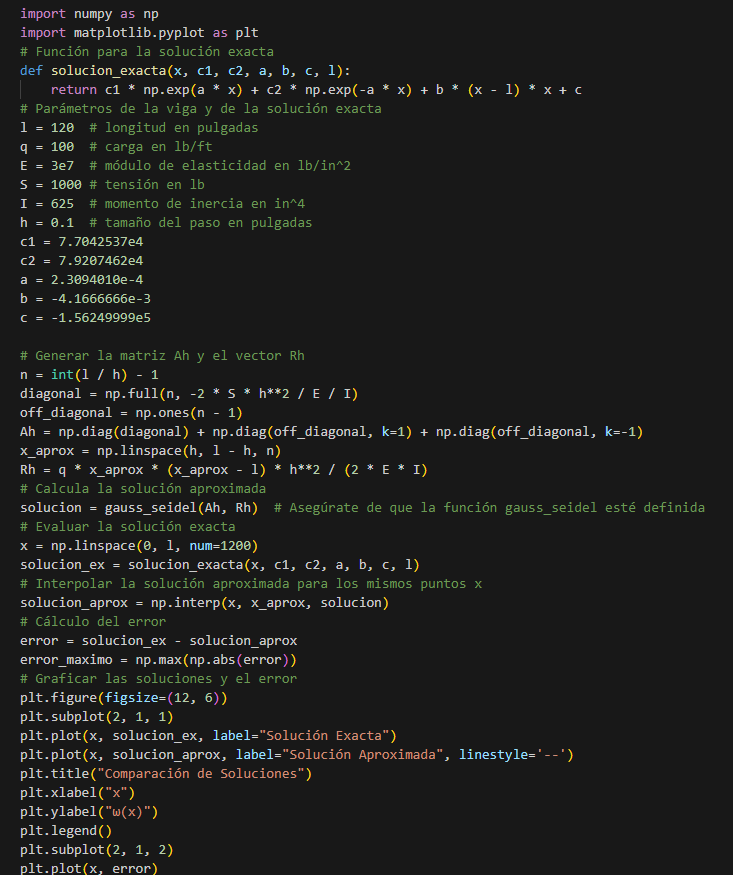 import numpy as np
import matplotlib.pyplot as plt
# Función para la solución exacta
def solucion_exacta(x, c1, c2, a, b, c, l):
    return c1 * np.exp(a * x) + c2 * np.exp(-a * x) + b * (x - l) * x + c
# Parámetros de la viga y de la solución exacta
l = 120  # longitud en pulgadas
q = 100  # carga en lb/ft
E = 3e7  # módulo de elasticidad en lb/in^2
S = 1000 # tensión en lb
I = 625  # momento de inercia en in^4
h = 0.1  # tamaño del paso en pulgadas
c1 = 7.7042537e4
c2 = 7.9207462e4
a = 2.3094010e-4
b = -4.1666666e-3
c = -1.56249999e5

# Generar la matriz Ah y el vector Rh
n = int(l / h) - 1
diagonal = np.full(n, -2 * S * h**2 / E / I)
off_diagonal = np.ones(n - 1)
Ah = np.diag(diagonal) + np.diag(off_diagonal, k=1) + np.diag(off_diagonal, k=-1)
x_aprox = np.linspace(h, l - h, n)
Rh = q * x_aprox * (x_aprox - l) * h**2 / (2 * E * I)
# Calcula la solución aproximada
solucion = gauss_seidel(Ah, Rh)  # Asegúrate de que la función gauss_seidel esté definida
# Evaluar la solución exacta
x = np.linspace(0, l, num=1200)
solucion_ex = solucion_exacta(x, c1, c2, a, b, c, l)
# Interpolar la solución aproximada para los mismos puntos x
solucion_aprox = np.interp(x, x_aprox, solucion)
# Cálculo del error
error = solucion_ex - solucion_aprox
error_maximo = np.max(np.abs(error))
# Graficar las soluciones y el error
plt.figure(figsize=(12, 6))
plt.subplot(2, 1, 1)
plt.plot(x, solucion_ex, label="Solución Exacta")
plt.plot(x, solucion_aprox, label="Solución Aproximada", linestyle='--')
plt.title("Comparación de Soluciones")
plt.xlabel("x")
plt.ylabel("ω(x)")
plt.legend()
plt.subplot(2, 1, 2)
plt.plot(x, error)